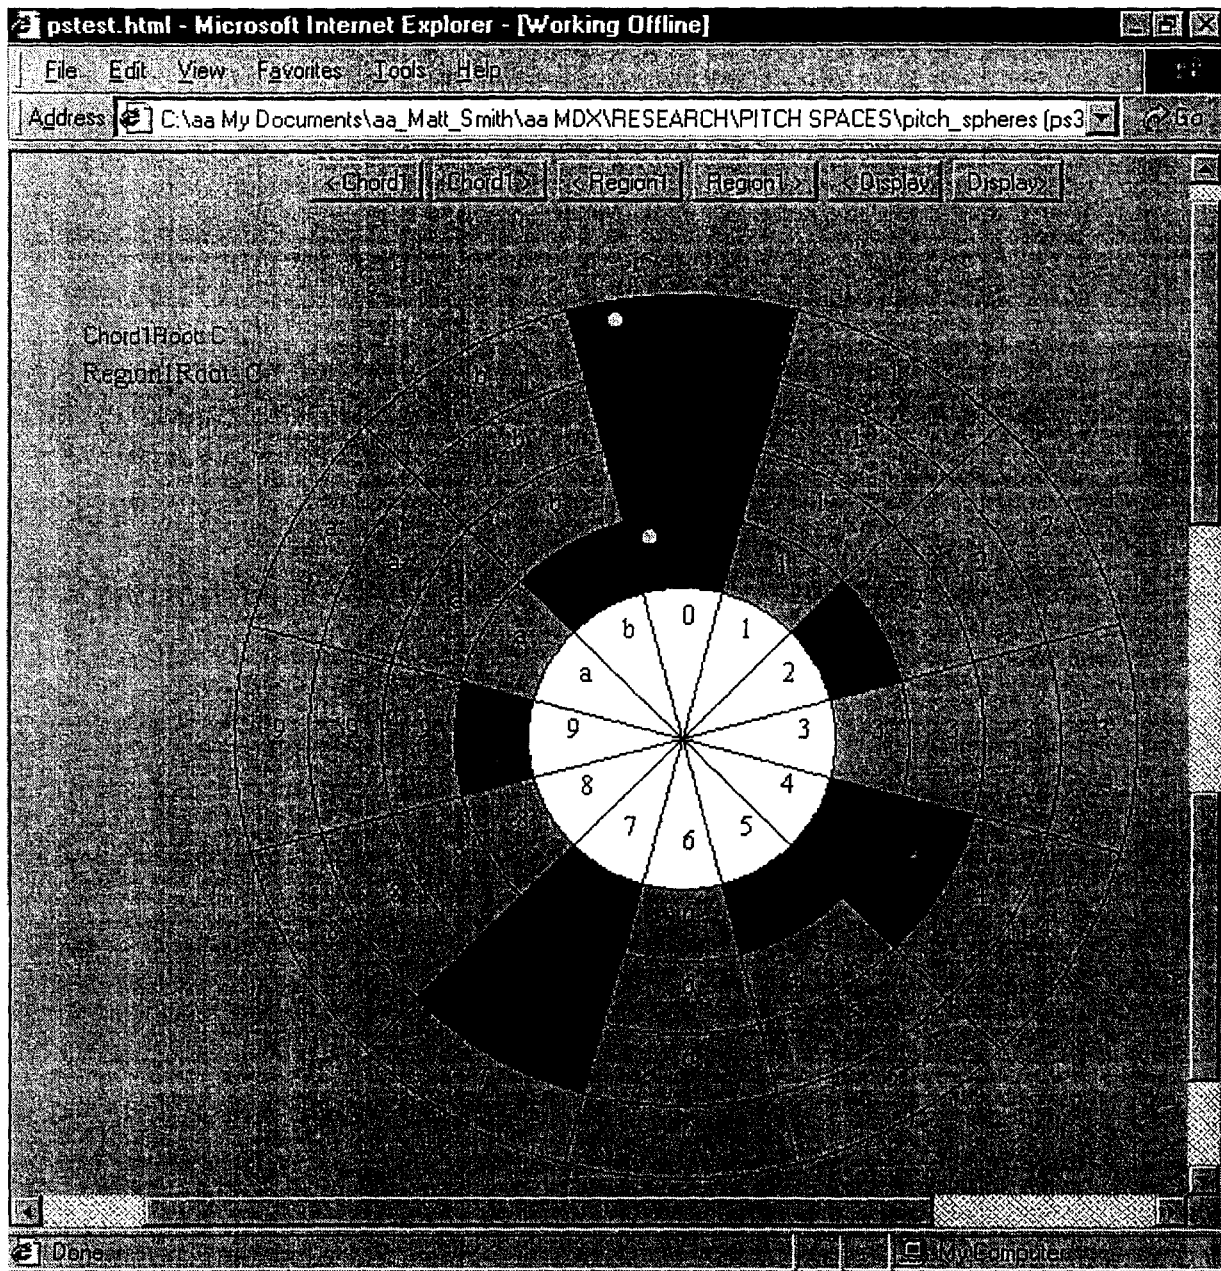 pstest.html - Microsoft Internet Explorer - [Working Offline]
File Edit View Favorites Tools Help
Address C:\aa My Documents\aa_Matt_Smith\aa MDX\RESEARCH\PITCH SPACES\pitch_spheres (ps3 Go
< Chord1 Chord1 > < Region1 Region1 > < Display Display >
Chord1Root: C
Region1Root: C
0
b 1
a 2
9 3
8 4
7 5
6
Done My Computer